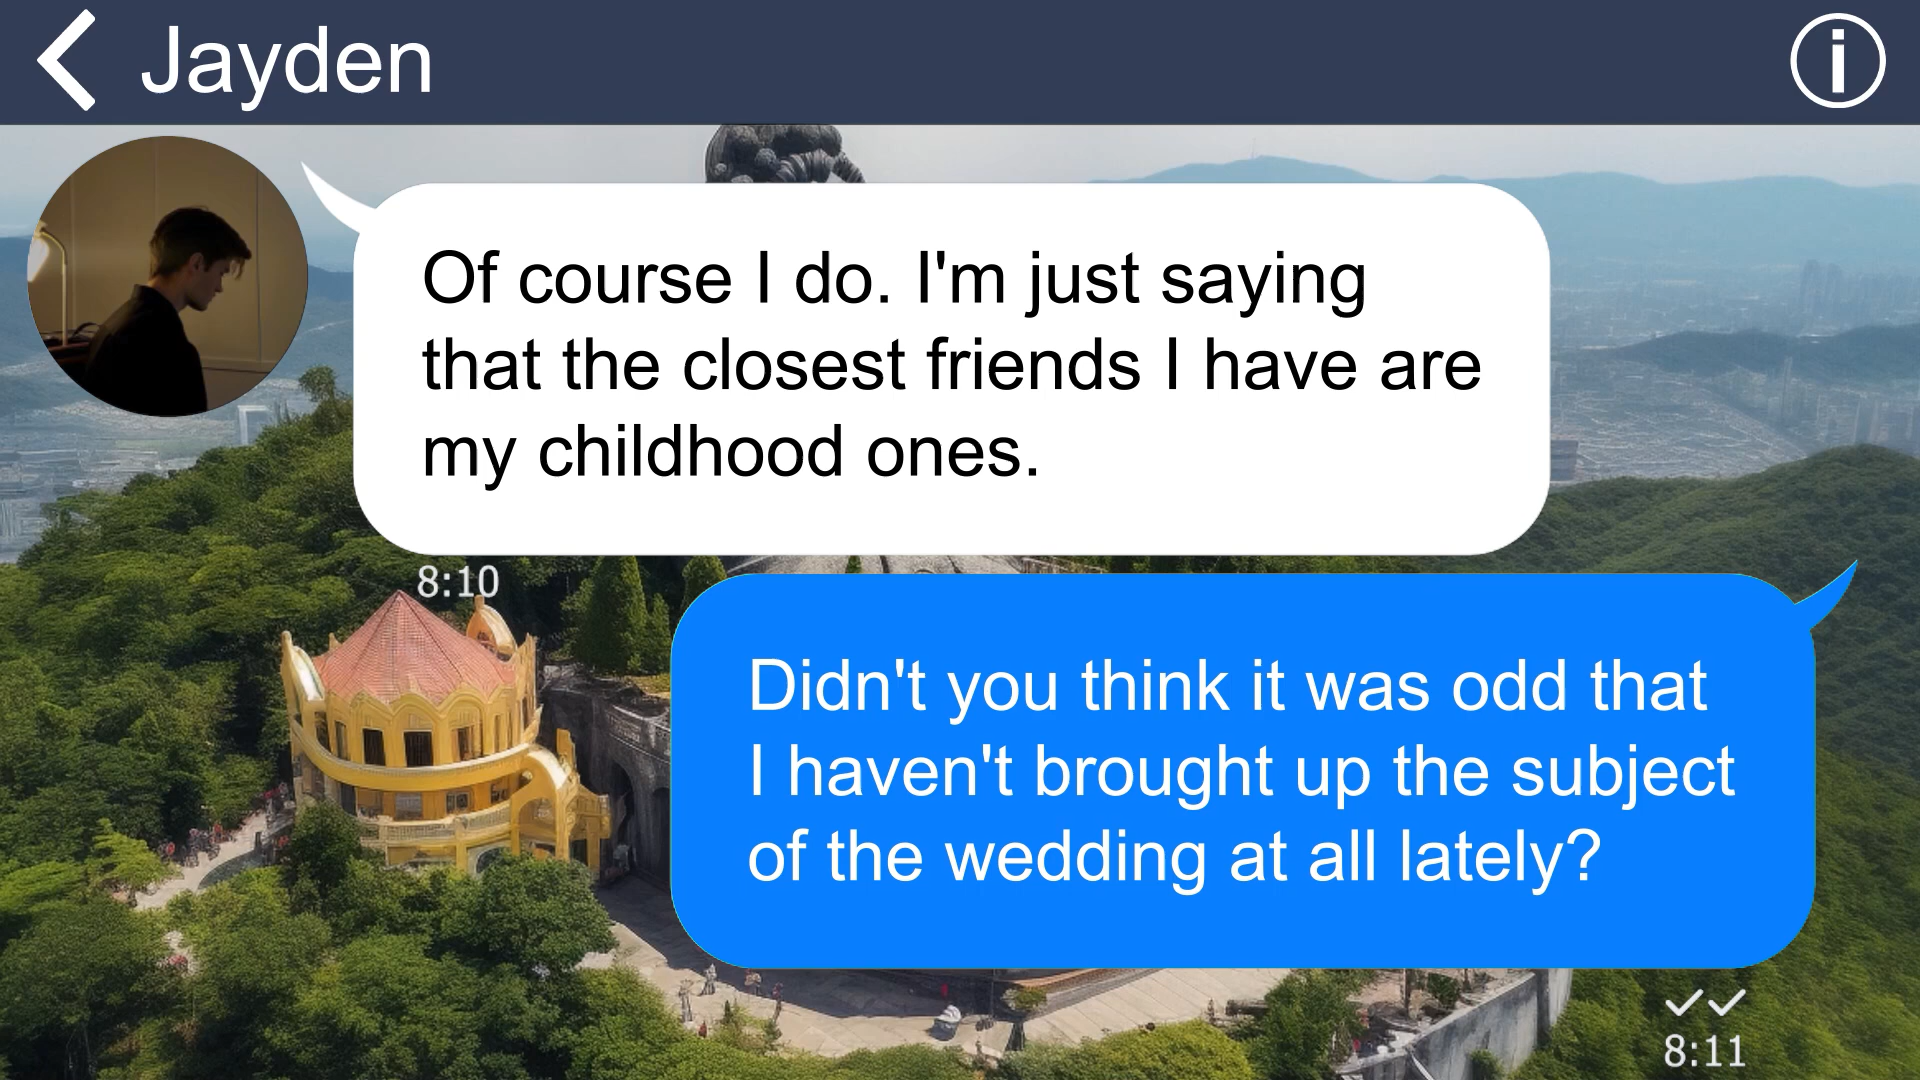 Jayden
Of course I do. I'm just saying
that the closest friends I have are
my childhood ones.
8:10
Didn't you think it was odd that
I haven't brought up the subject
of the wedding at all lately?
8:11